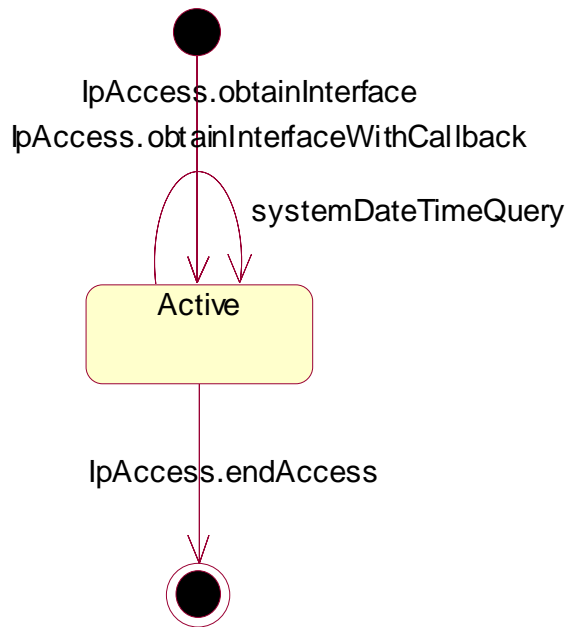 IpAccess.obtainInterface
IpAccess.obtainInterfaceWithCallback
systemDateTimeQuery
Active
IpAccess.endAccess